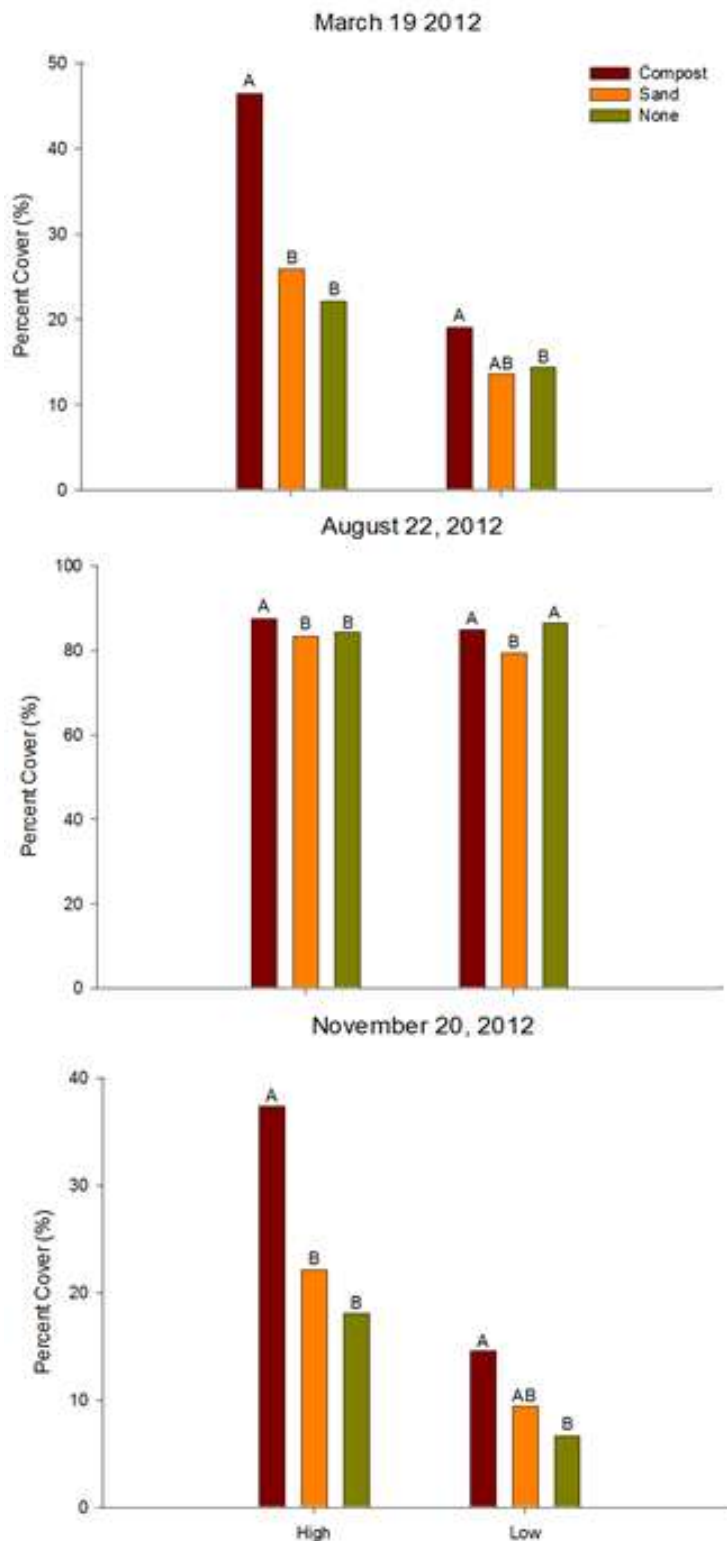 March 19 2012
50
40
30
20
10
0
Percent Cover (%)
Compost
Sand
None
A
B
B
A
AB
B
August 22, 2012
100
80
60
40
20
0
Percent Cover (%)
A
B
B
A
B
A
November 20, 2012
40
30
20
10
0
Percent Cover (%)
A
B
B
A
AB
B
High
Low